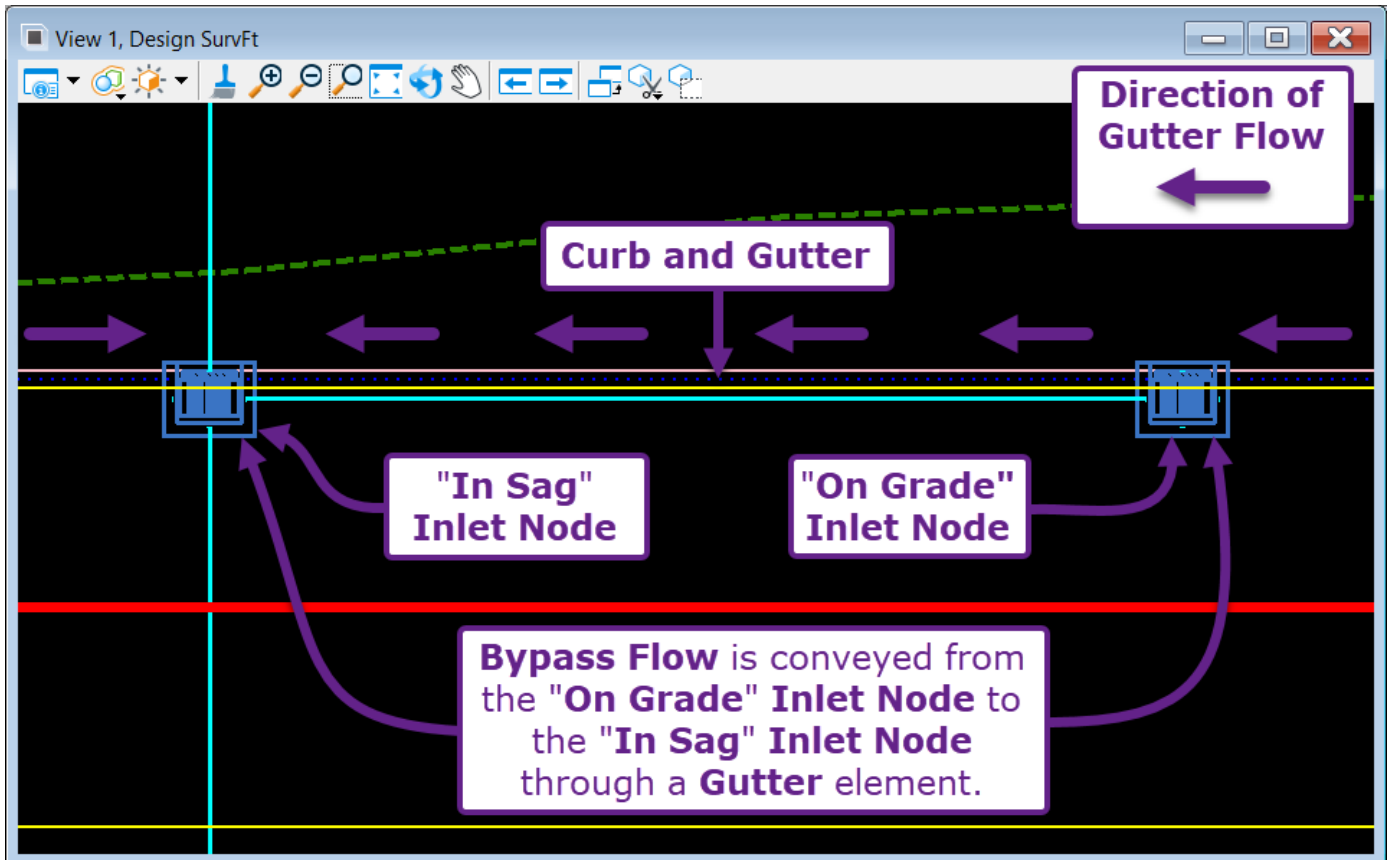 View 1, Design SurvFt
Direction of
Gutter Flow
Curb and Gutter
"In Sag"
Inlet Node
"On Grade"
Inlet Node
Bypass Flow is conveyed from
the "On Grade" Inlet Node to
the "In Sag" Inlet Node
through a Gutter element.